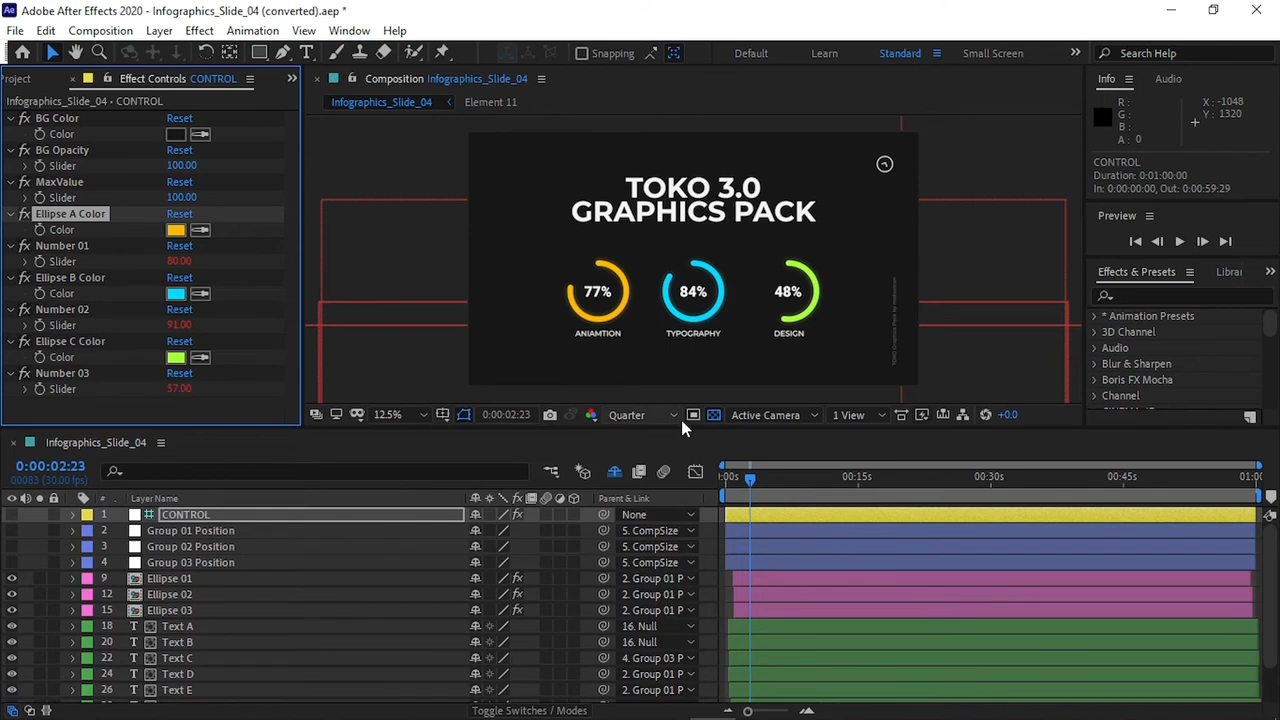 Adobe After Effects 2020 - Infographics_Slide_04 (converted).aep *
File Edit Composition Layer Effect Animation View Window Help
Snapping Default Learn Standard Small Screen Search Help
Project Effect Controls CONTROL
Composition Infographics_Slide_04
Info Audio
Infographics_Slide_04 • CONTROL
Infographics_Slide_04 Element 11
BG Color Reset
Color
BG Opacity Reset
Slider 100.00
MaxValue Reset
Slider 100.00
Ellipse A Color Reset
Color
Number 01 Reset
Slider 80.00
Ellipse B Color Reset
Color
Number 02 Reset
Slider 91.00
Ellipse C Color Reset
Color
Number 03 Reset
Slider 57.00
TOKO 3.0
GRAPHICS PACK
77% 84% 48%
ANIAMTION TYPOGRAPHY DESIGN
12.5% 0:00:02:23 Quarter Active Camera 1 View +0.0
R: X: -1048
G: Y: 1320
B:
A: 0
CONTROL
Duration: 0:01:00:00
In: 0:00:00:00, Out: 0:00:59:29
Preview
Effects & Presets Librai
* Animation Presets
3D Channel
Audio
Blur & Sharpen
Boris FX Mocha
Channel
Infographics_Slide_04
0:00:02:23
00083 (30.00 fps)
:00s 00:15s 00:30s 00:45s 01:00
# Layer Name Parent & Link
1 CONTROL None
2 Group 01 Position 5. CompSize
3 Group 02 Position 5. CompSize
4 Group 03 Position 5. CompSize
9 Ellipse 01 2. Group 01 P
12 Ellipse 02 2. Group 01 P
15 Ellipse 03 2. Group 01 P
18 Text A 16. Null
20 Text B 16. Null
22 Text C 4. Group 03 P
24 Text D 2. Group 01 P
26 Text E 2. Group 01 P
Toggle Switches / Modes